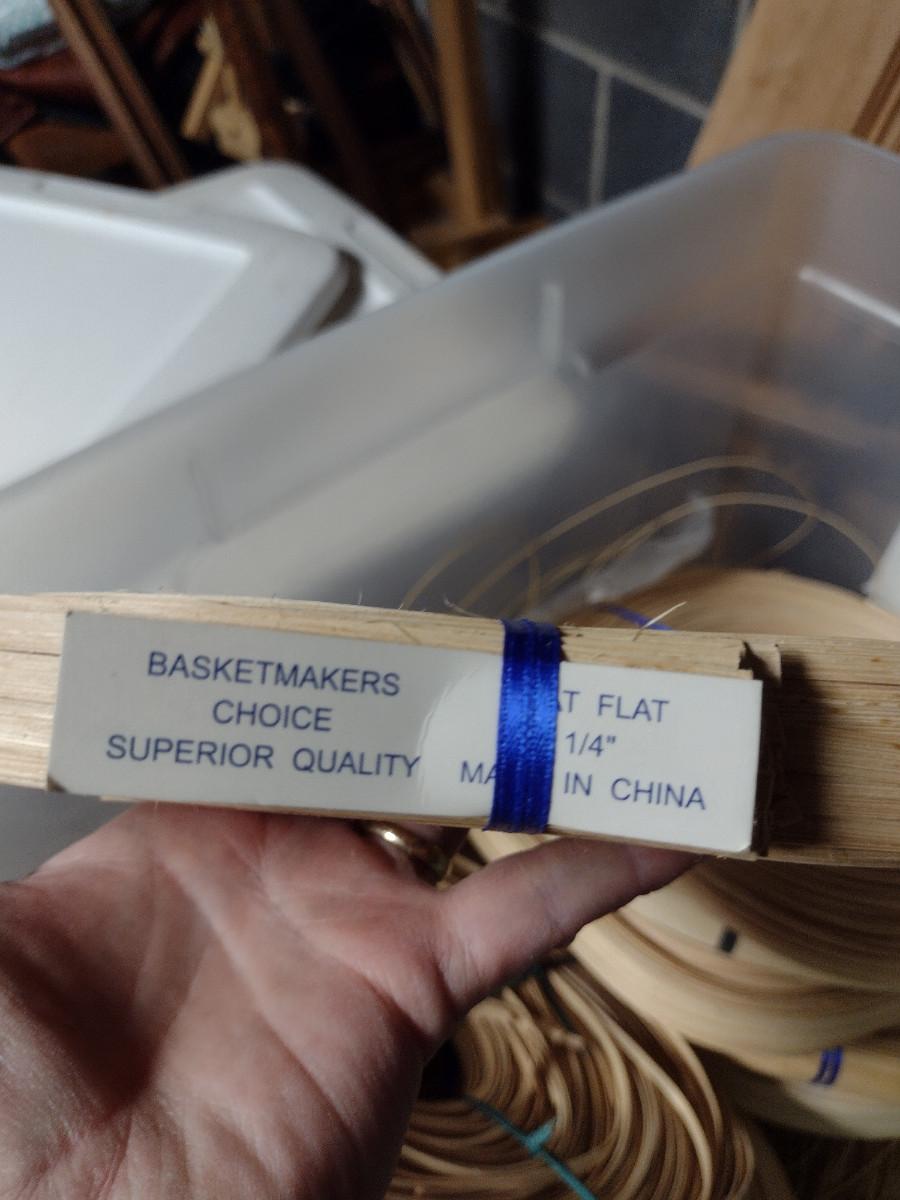 BASKETMAKERS
CHOICE
SUPERIOR QUALITY
FLAT
1/4"
IN CHINA